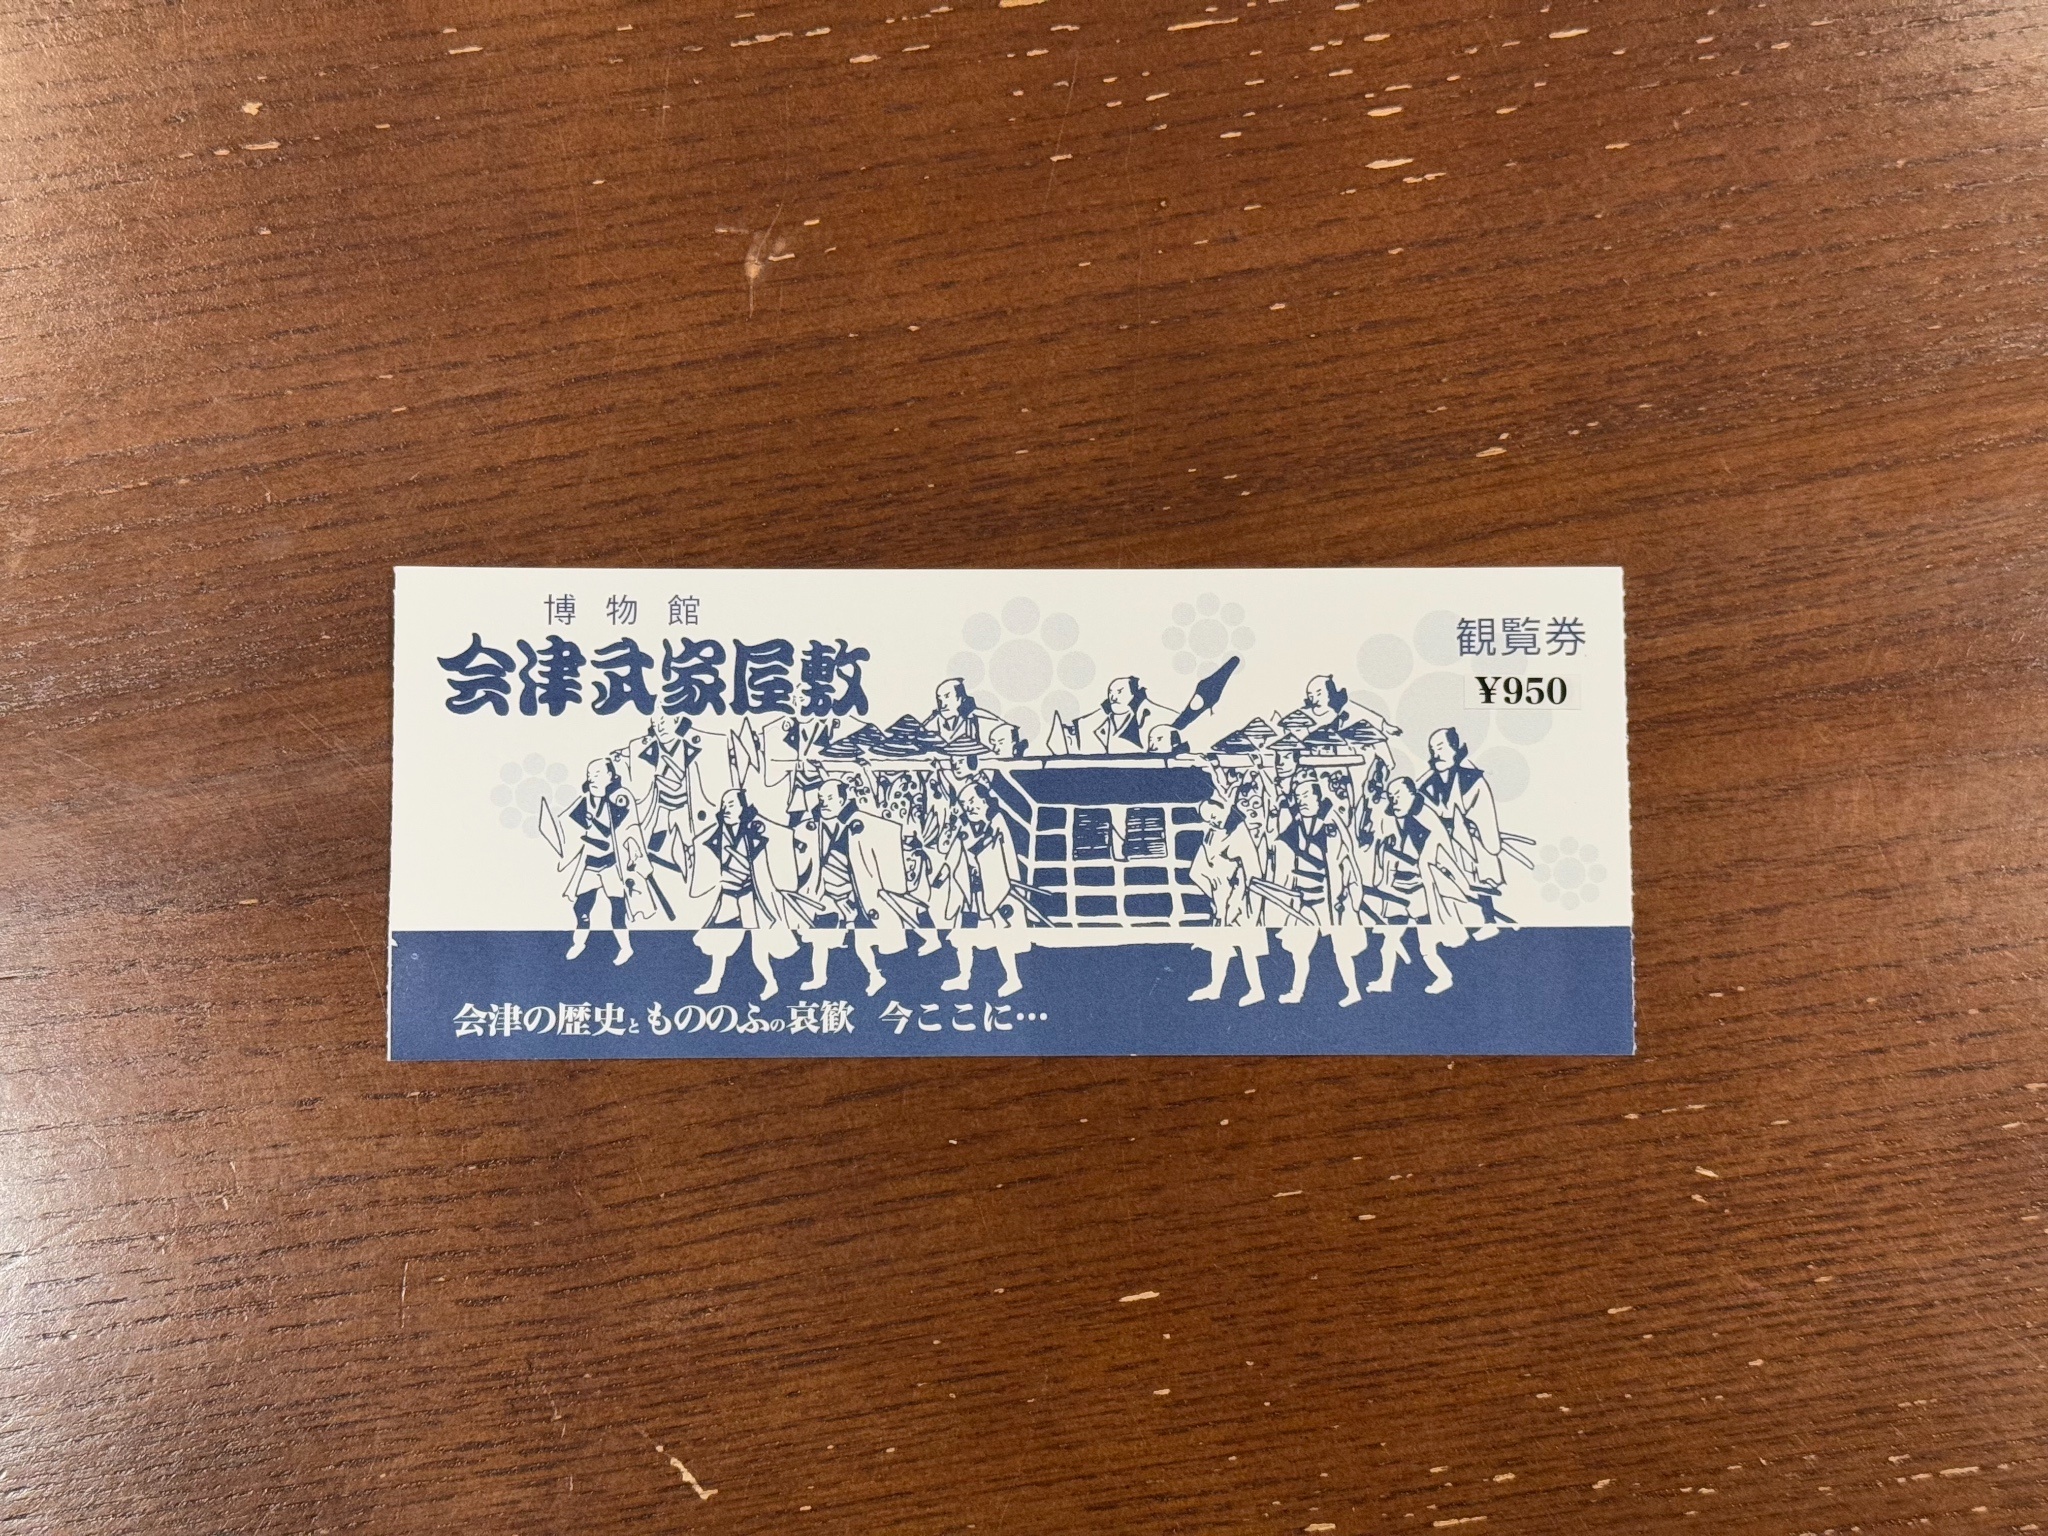 博物館
会津武家屋敷
観覧券
¥950
会津の歴史ともののふの哀歓 今ここに…